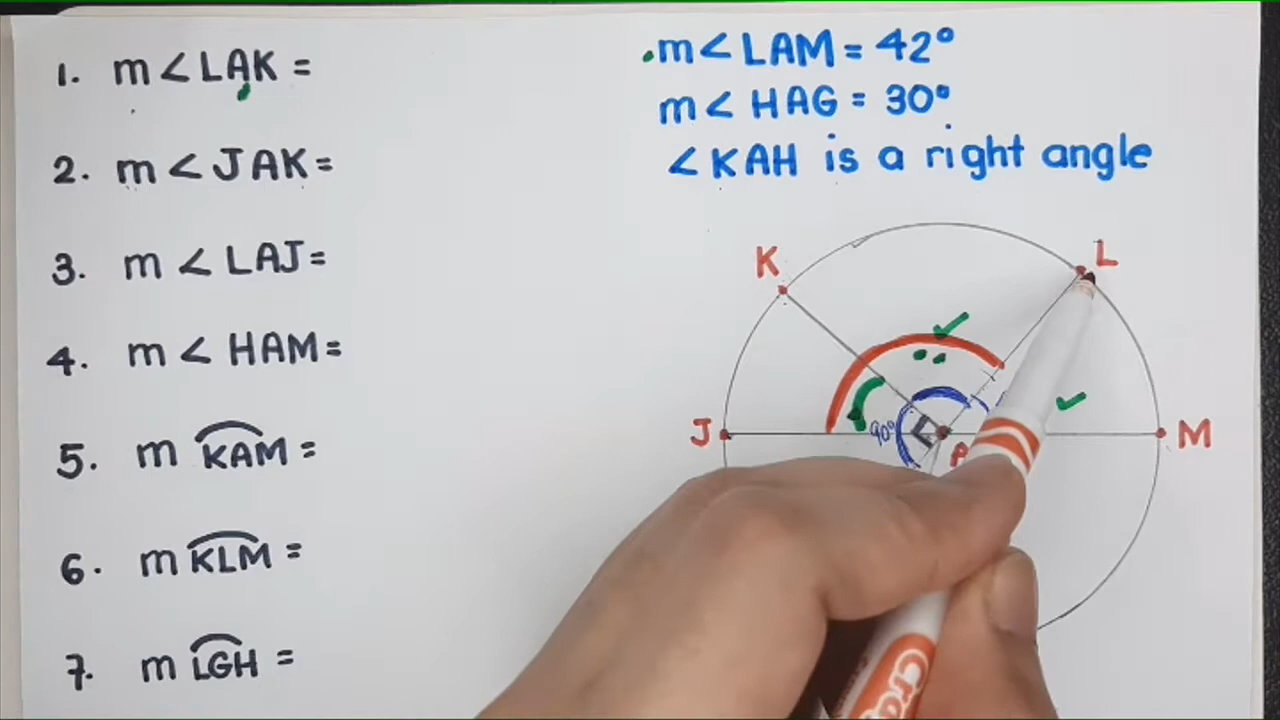 1. m∠LAK =
2. m∠JAK=
3. m∠LAJ=
4. m∠HAM=
5. m KAM =
6. m KLM =
7. m LGH =
m∠LAM = 42°
m∠HAG = 30°
∠KAH is a right angle
K
L
J
90°
M